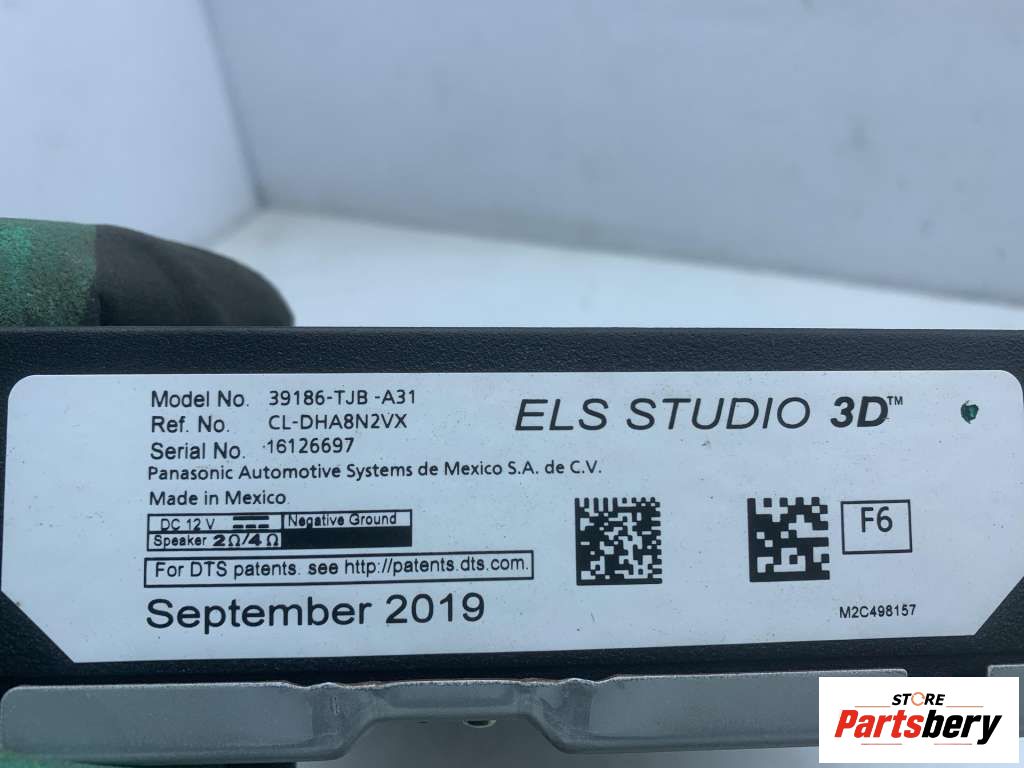 Model No. 39186-TJB -A31
Ref. No. CL-DHA8N2VX
Serial No. 16126697
Panasonic Automotive Systems de Mexico S.A. de C.V.
Made in Mexico
ELS STUDIO 3D™
DC 12 V Negative Ground
Speaker 2Ω/4Ω
For DTS patents. see http://patents.dts.com.
September 2019
F6
M2C498157
STORE
Partsbery